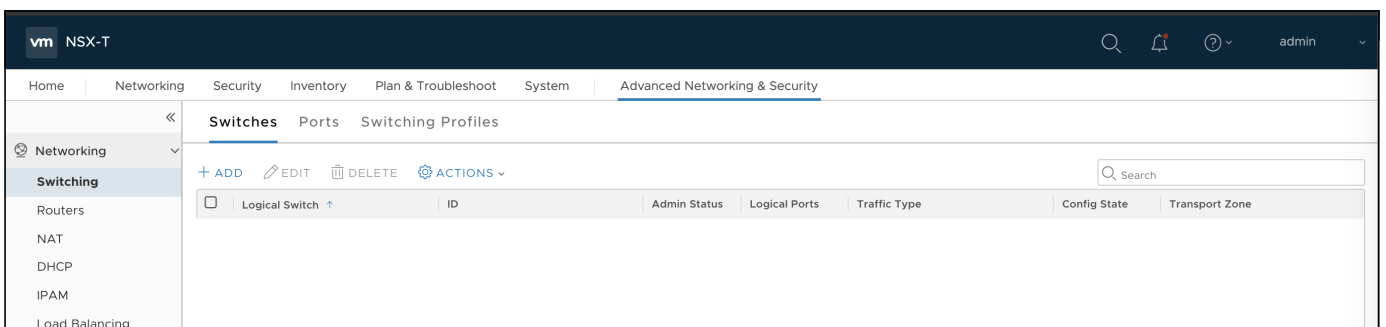 vm NSX-T admin
Home Networking Security Inventory Plan & Troubleshoot System Advanced Networking & Security
Switches Ports Switching Profiles
Networking
+ ADD EDIT DELETE ACTIONS Search
Switching
Logical Switch ↑ ID Admin Status Logical Ports Traffic Type Config State Transport Zone
Routers
NAT
DHCP
IPAM
Load Balancing